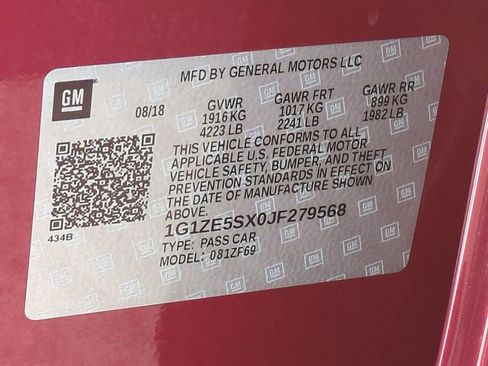 MFD BY GENERAL MOTORS LLC
GM
08/18 GVWR GAWR FRT GAWR RR
1916 KG 1017 KG 899 KG
4223 LB 2241 LB 1982 LB
THIS VEHICLE CONFORMS TO ALL
APPLICABLE U.S. FEDERAL MOTOR
VEHICLE SAFETY, BUMPER, AND THEFT
PREVENTION STANDARDS IN EFFECT ON
THE DATE OF MANUFACTURE SHOWN
ABOVE.
434B
1G1ZE5SX0JF279568
TYPE: PASS CAR
MODEL: 081ZF69